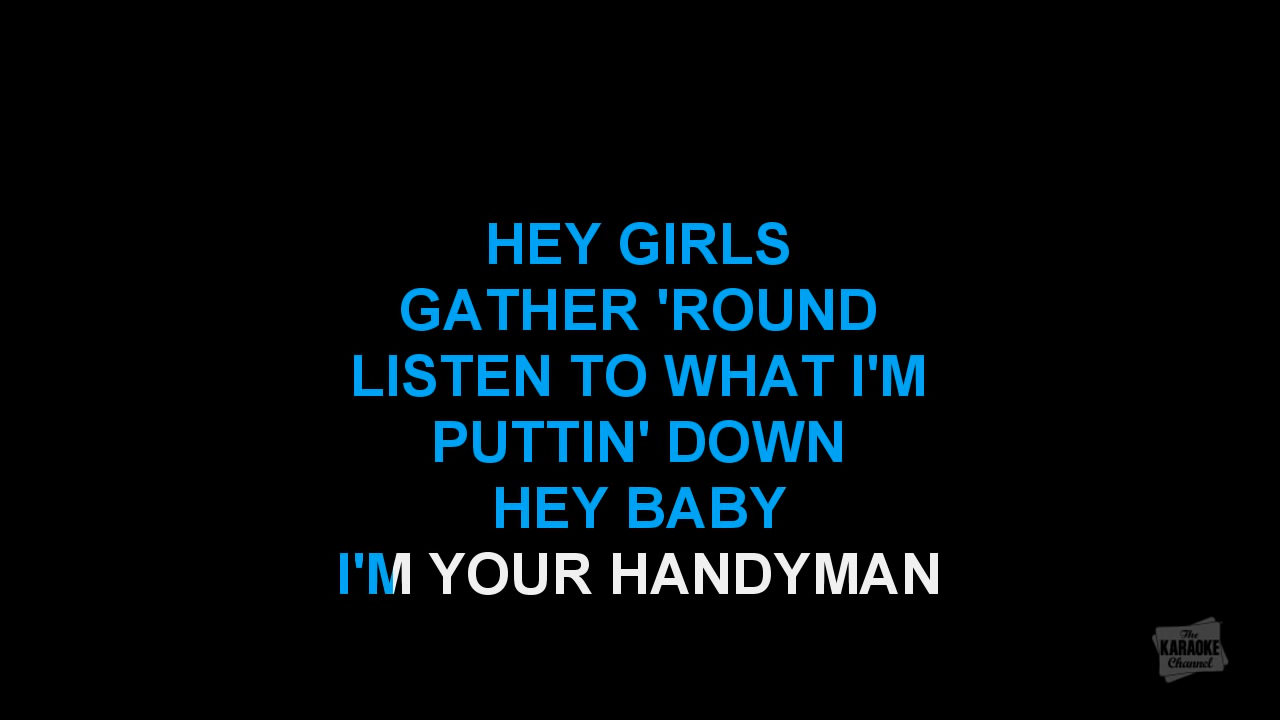 HEY GIRLS
GATHER 'ROUND
LISTEN TO WHAT I'M
PUTTIN' DOWN
HEY BABY
I'M YOUR HANDYMAN
The
KARAOKE
Channel